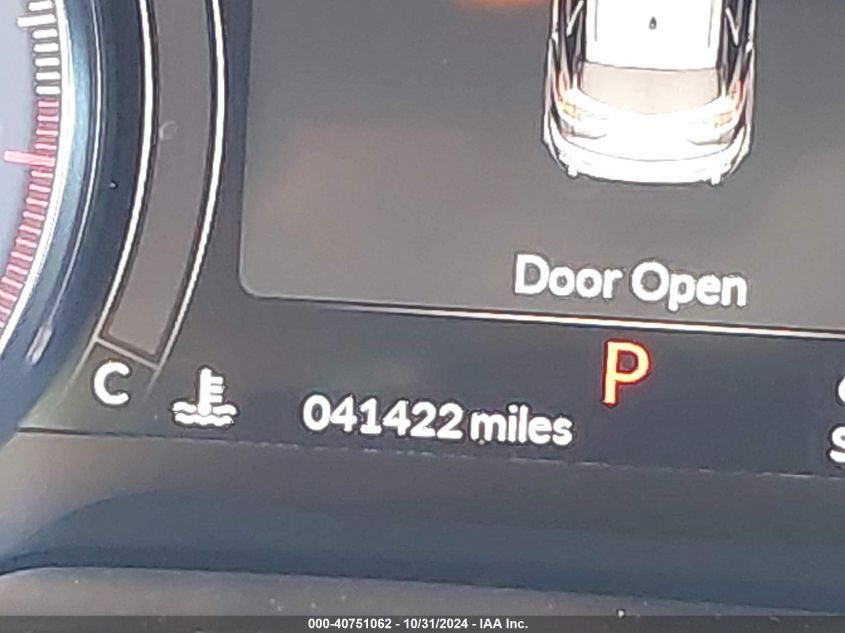 Door Open
P
C
041422 miles
000-40751062 - 10/31/2024 - IAA Inc.